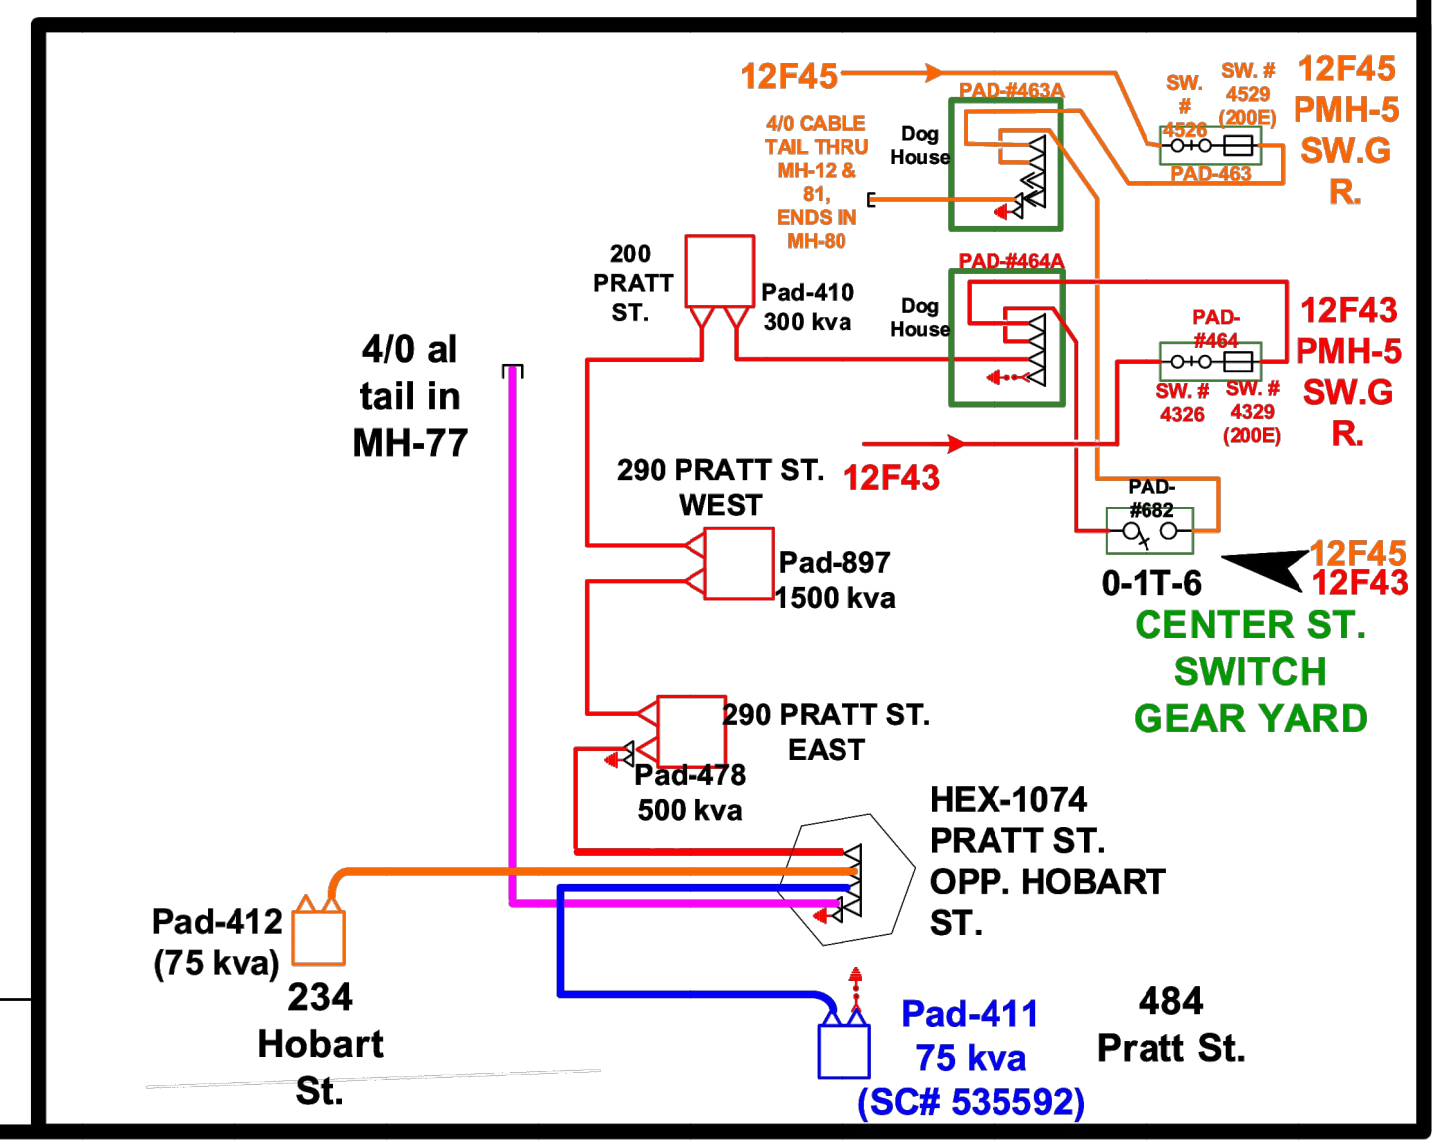 12F45
PAD-#463A
SW.
#
4526
SW. #
4529
(200E)
PAD-463
12F45
PMH-5
SW.G
R.
4/0 CABLE
TAIL THRU
MH-12 &
81,
ENDS IN
MH-80
Dog
House
200
PRATT
ST.
Pad-410
300 kva
PAD-#464A
Dog
House
PAD-
#464
SW. #
4326
SW. #
4329
(200E)
12F43
PMH-5
SW.G
R.
4/0 al
tail in
MH-77
12F43
290 PRATT ST.
WEST
Pad-897
1500 kva
PAD-
#682
0-1T-6
12F45
12F43
CENTER ST.
SWITCH
GEAR YARD
290 PRATT ST.
EAST
Pad-478
500 kva
HEX-1074
PRATT ST.
OPP. HOBART
ST.
Pad-412
(75 kva)
234
Hobart
St.
Pad-411
75 kva
(SC# 535592)
484
Pratt St.